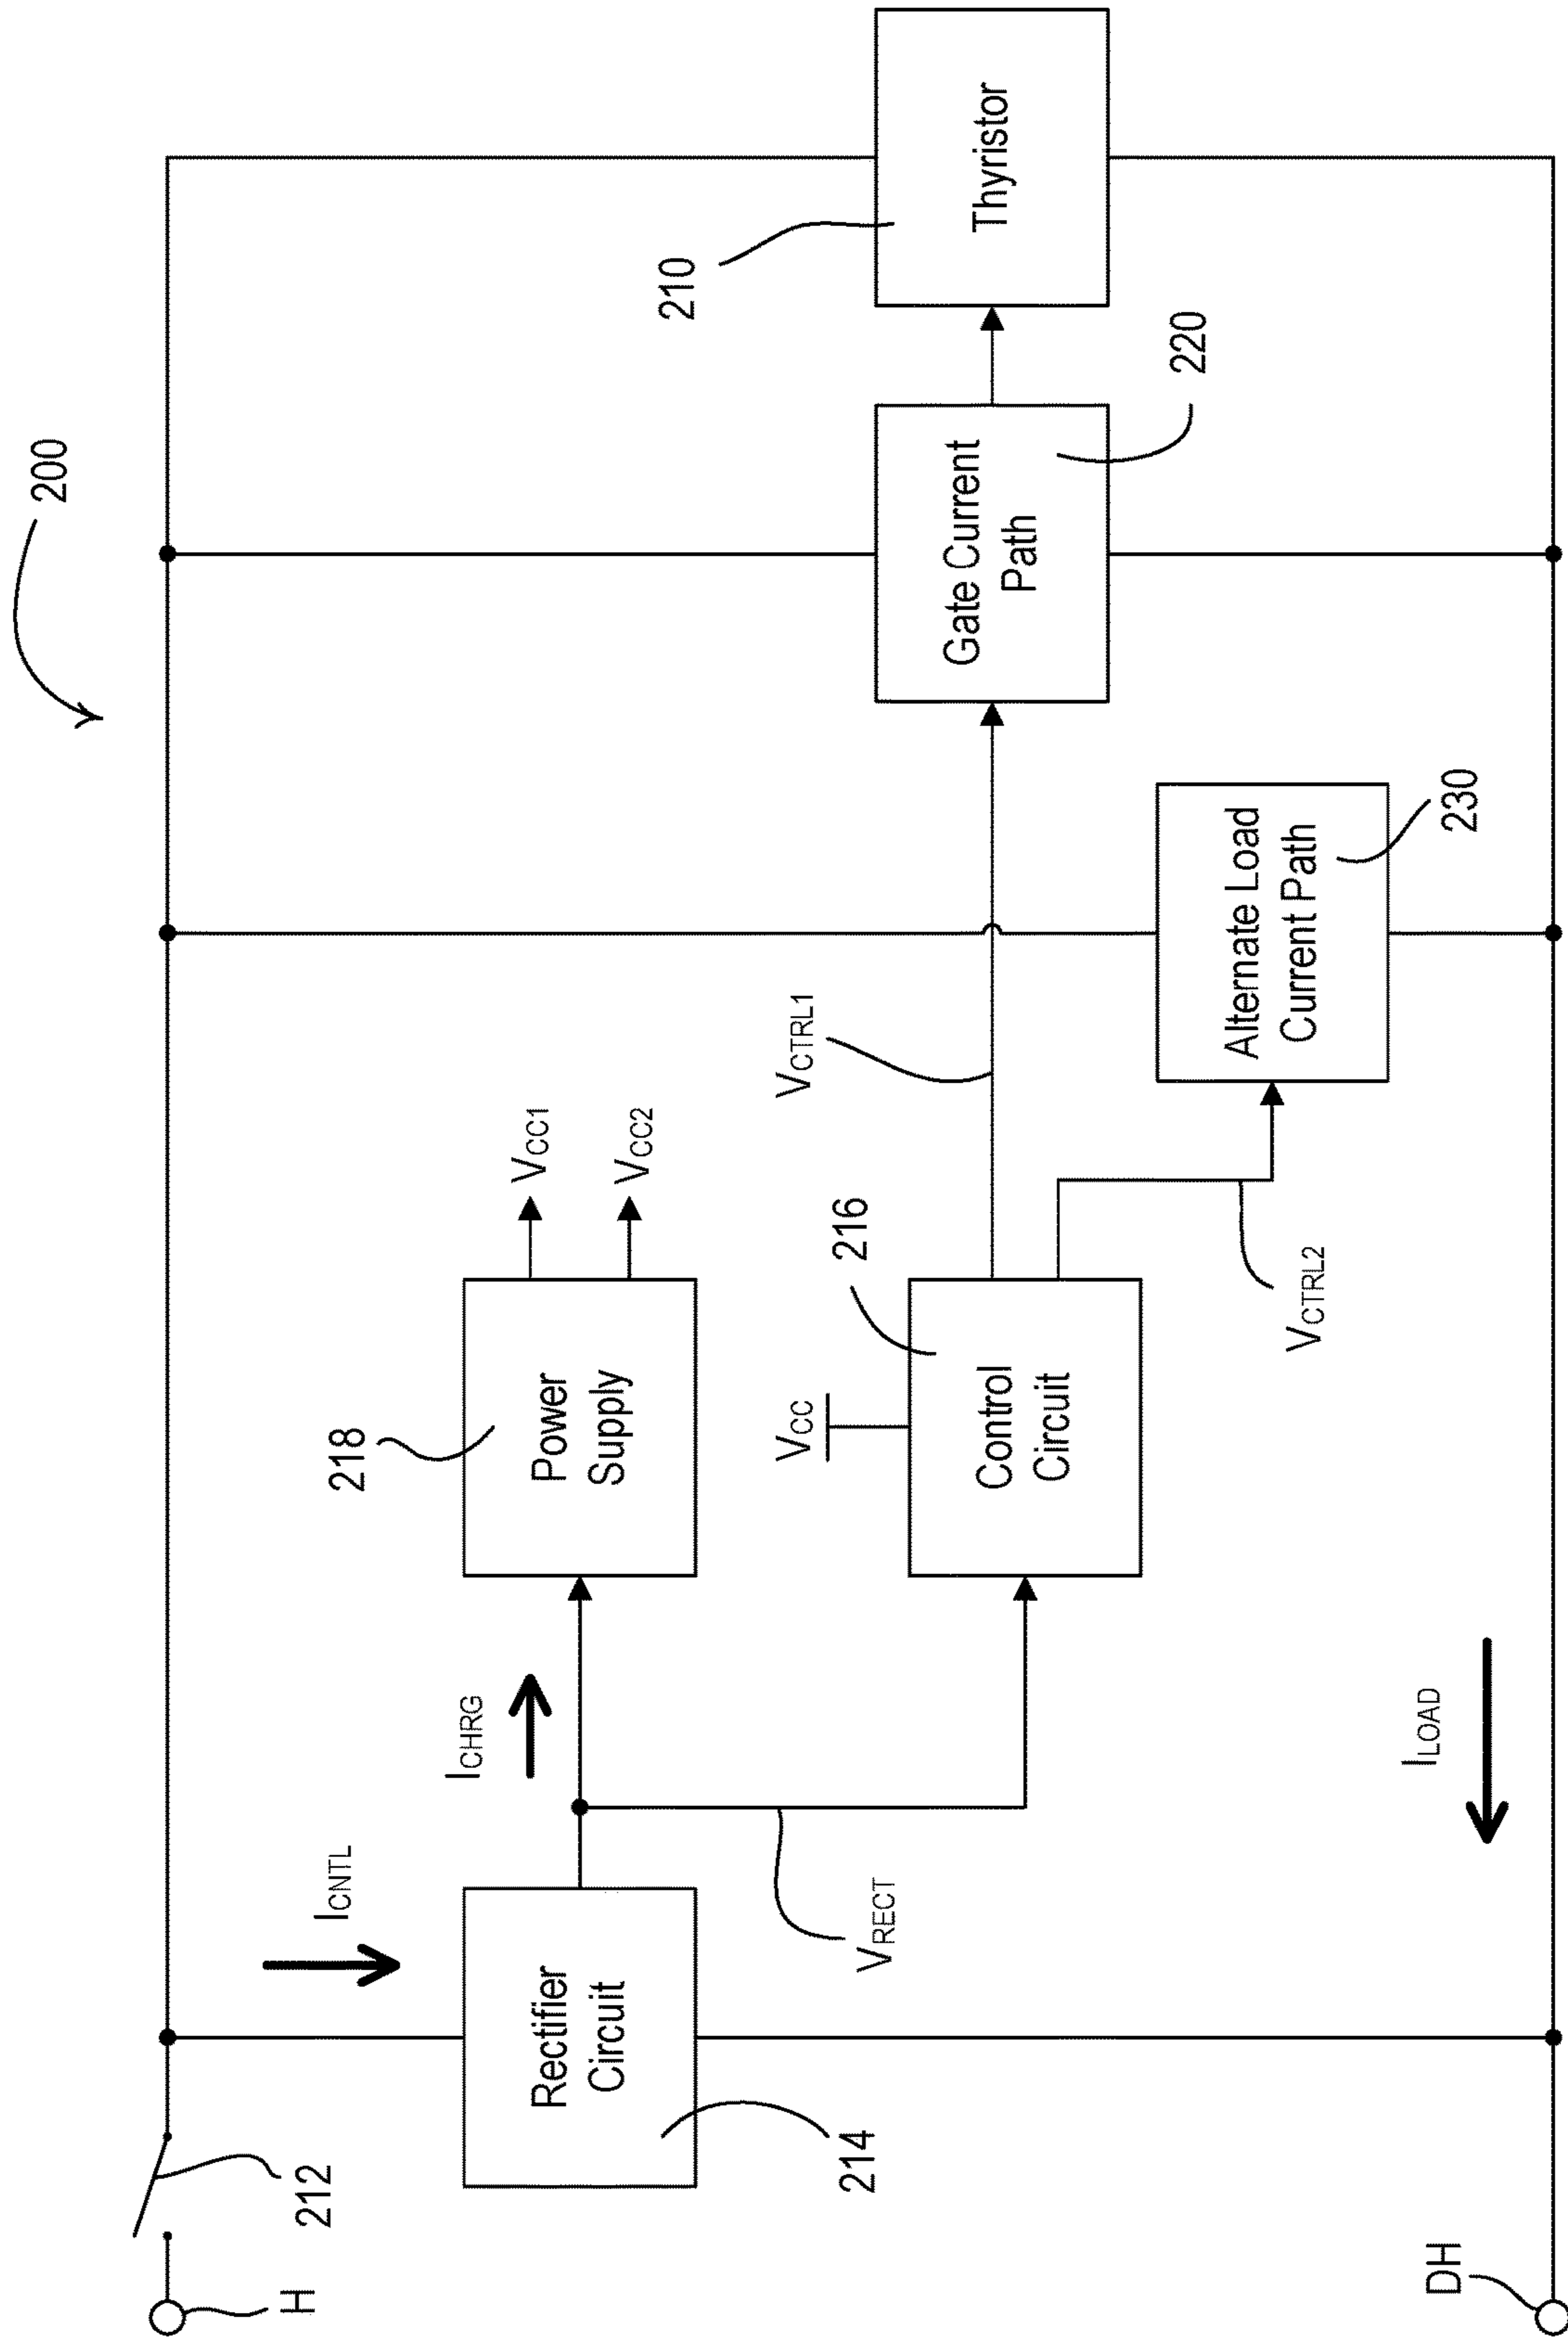 200
H
212
ICNTL
Rectifier
Circuit
214
ICHRG
VRECT
218
Power
Supply
VCC1
VCC2
VCC
216
Control
Circuit
VCTRL1
VCTRL2
Alternate Load
Current Path
230
Gate Current
Path
220
210
Thyristor
ILOAD
DH